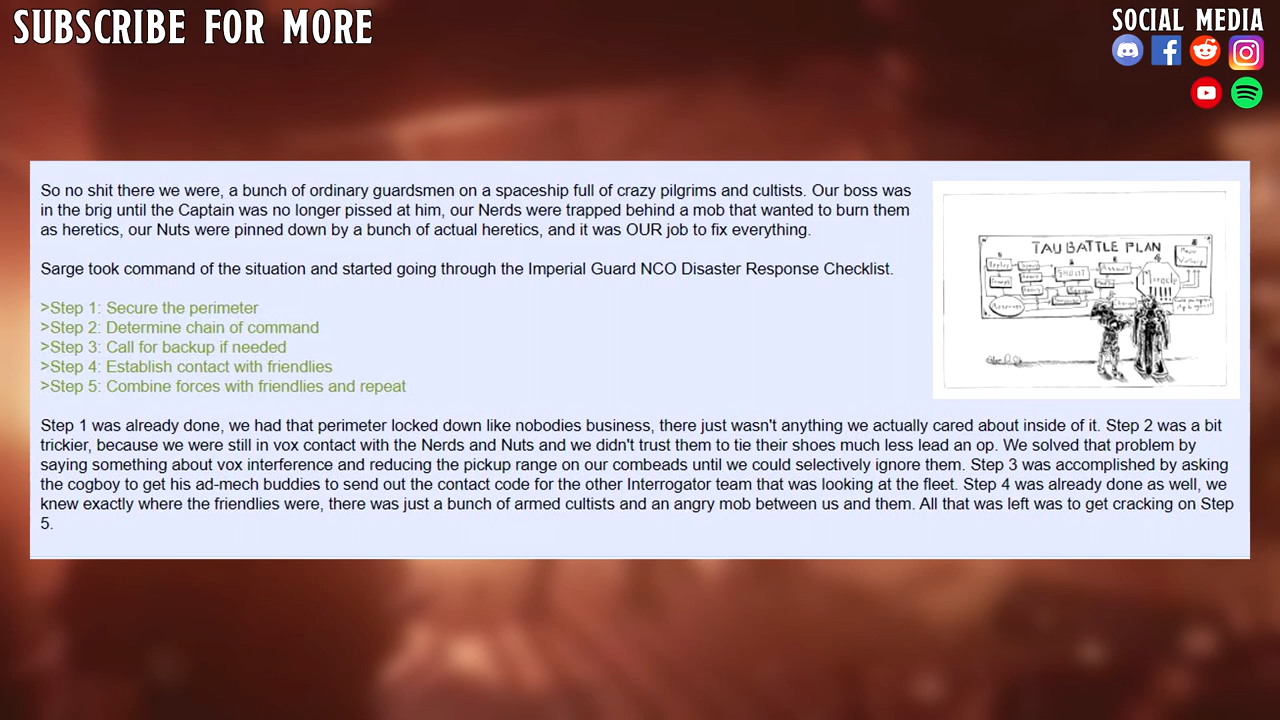 SUBSCRIBE FOR MORE
SOCIAL MEDIA
So no shit there we were, a bunch of ordinary guardsmen on a spaceship full of crazy pilgrims and cultists. Our boss was
in the brig until the Captain was no longer pissed at him, our Nerds were trapped behind a mob that wanted to burn them
as heretics, our Nuts were pinned down by a bunch of actual heretics, and it was OUR job to fix everything.
Sarge took command of the situation and started going through the Imperial Guard NCO Disaster Response Checklist.
>Step 1: Secure the perimeter
>Step 2: Determine chain of command
>Step 3: Call for backup if needed
>Step 4: Establish contact with friendlies
>Step 5: Combine forces with friendlies and repeat
TAU BATTLE PLAN
SHOOT
Step 1 was already done, we had that perimeter locked down like nobodies business, there just wasn't anything we actually cared about inside of it. Step 2 was a bit
trickier, because we were still in vox contact with the Nerds and Nuts and we didn't trust them to tie their shoes much less lead an op. We solved that problem by
saying something about vox interference and reducing the pickup range on our combeads until we could selectively ignore them. Step 3 was accomplished by asking
the cogboy to get his ad-mech buddies to send out the contact code for the other Interrogator team that was looking at the fleet. Step 4 was already done as well, we
knew exactly where the friendlies were, there was just a bunch of armed cultists and an angry mob between us and them. All that was left was to get cracking on Step
5.